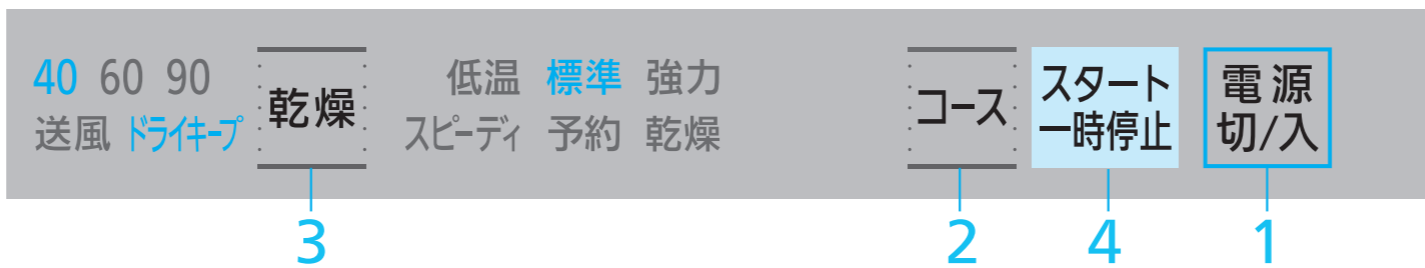 40 60 90
送風 ドライキープ
乾燥
低温 標準 強力
スピーディ 予約 乾燥
コース
スタート
一時停止
電源
切/入
3
2
4
1